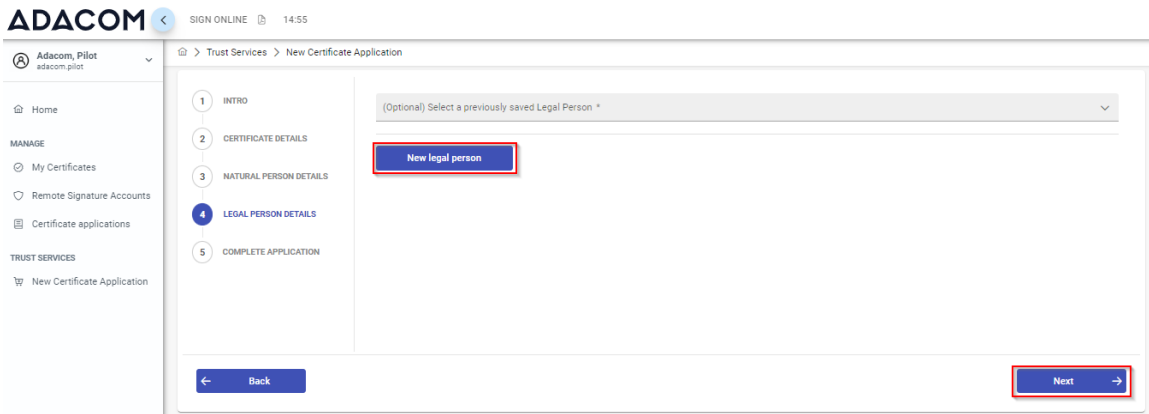 ADACOM
SIGN ONLINE 14:55
Adacom, Pilot
adacom.pilot
Trust Services > New Certificate Application
Home
MANAGE
My Certificates
Remote Signature Accounts
Certificate applications
TRUST SERVICES
New Certificate Application
1 INTRO
2 CERTIFICATE DETAILS
3 NATURAL PERSON DETAILS
4 LEGAL PERSON DETAILS
5 COMPLETE APPLICATION
(Optional) Select a previously saved Legal Person *
New legal person
Back
Next